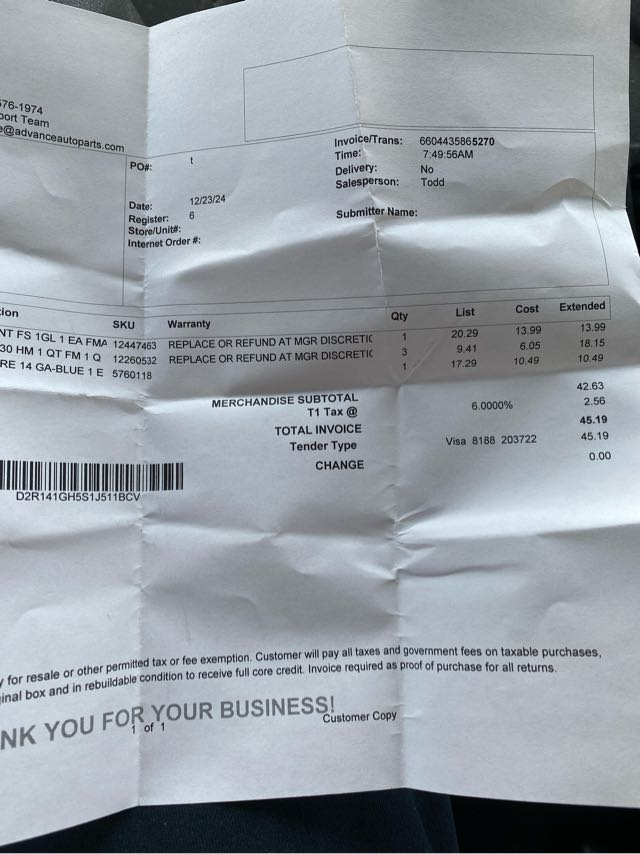 576-1974
port Team
e@advanceautoparts.com
Invoice/Trans: 6604435865270
Time: 7:49:56AM
Delivery: No
Salesperson: Todd
PO#: t
Date: 12/23/24
Register: 6
Store/Unit#:
Internet Order #:
Submitter Name:
ion SKU Warranty Qty List Cost Extended
NT FS 1GL 1 EA FMA 12447463 REPLACE OR REFUND AT MGR DISCRETIC 1 20.29 13.99 13.99
30 HM 1 QT FM 1 Q 12260532 REPLACE OR REFUND AT MGR DISCRETIC 3 9.41 6.05 18.15
RE 14 GA-BLUE 1 E 5760118 1 17.29 10.49 10.49
MERCHANDISE SUBTOTAL 42.63
T1 Tax @ 6.0000% 2.56
TOTAL INVOICE 45.19
Tender Type Visa 8188 203722 45.19
CHANGE 0.00
D2R141GH5S1J511BCV
y for resale or other permitted tax or fee exemption. Customer will pay all taxes and government fees on taxable purchases,
ginal box and in rebuildable condition to receive full core credit. Invoice required as proof of purchase for all returns.
NK YOU FOR YOUR BUSINESS!
1 of 1
Customer Copy